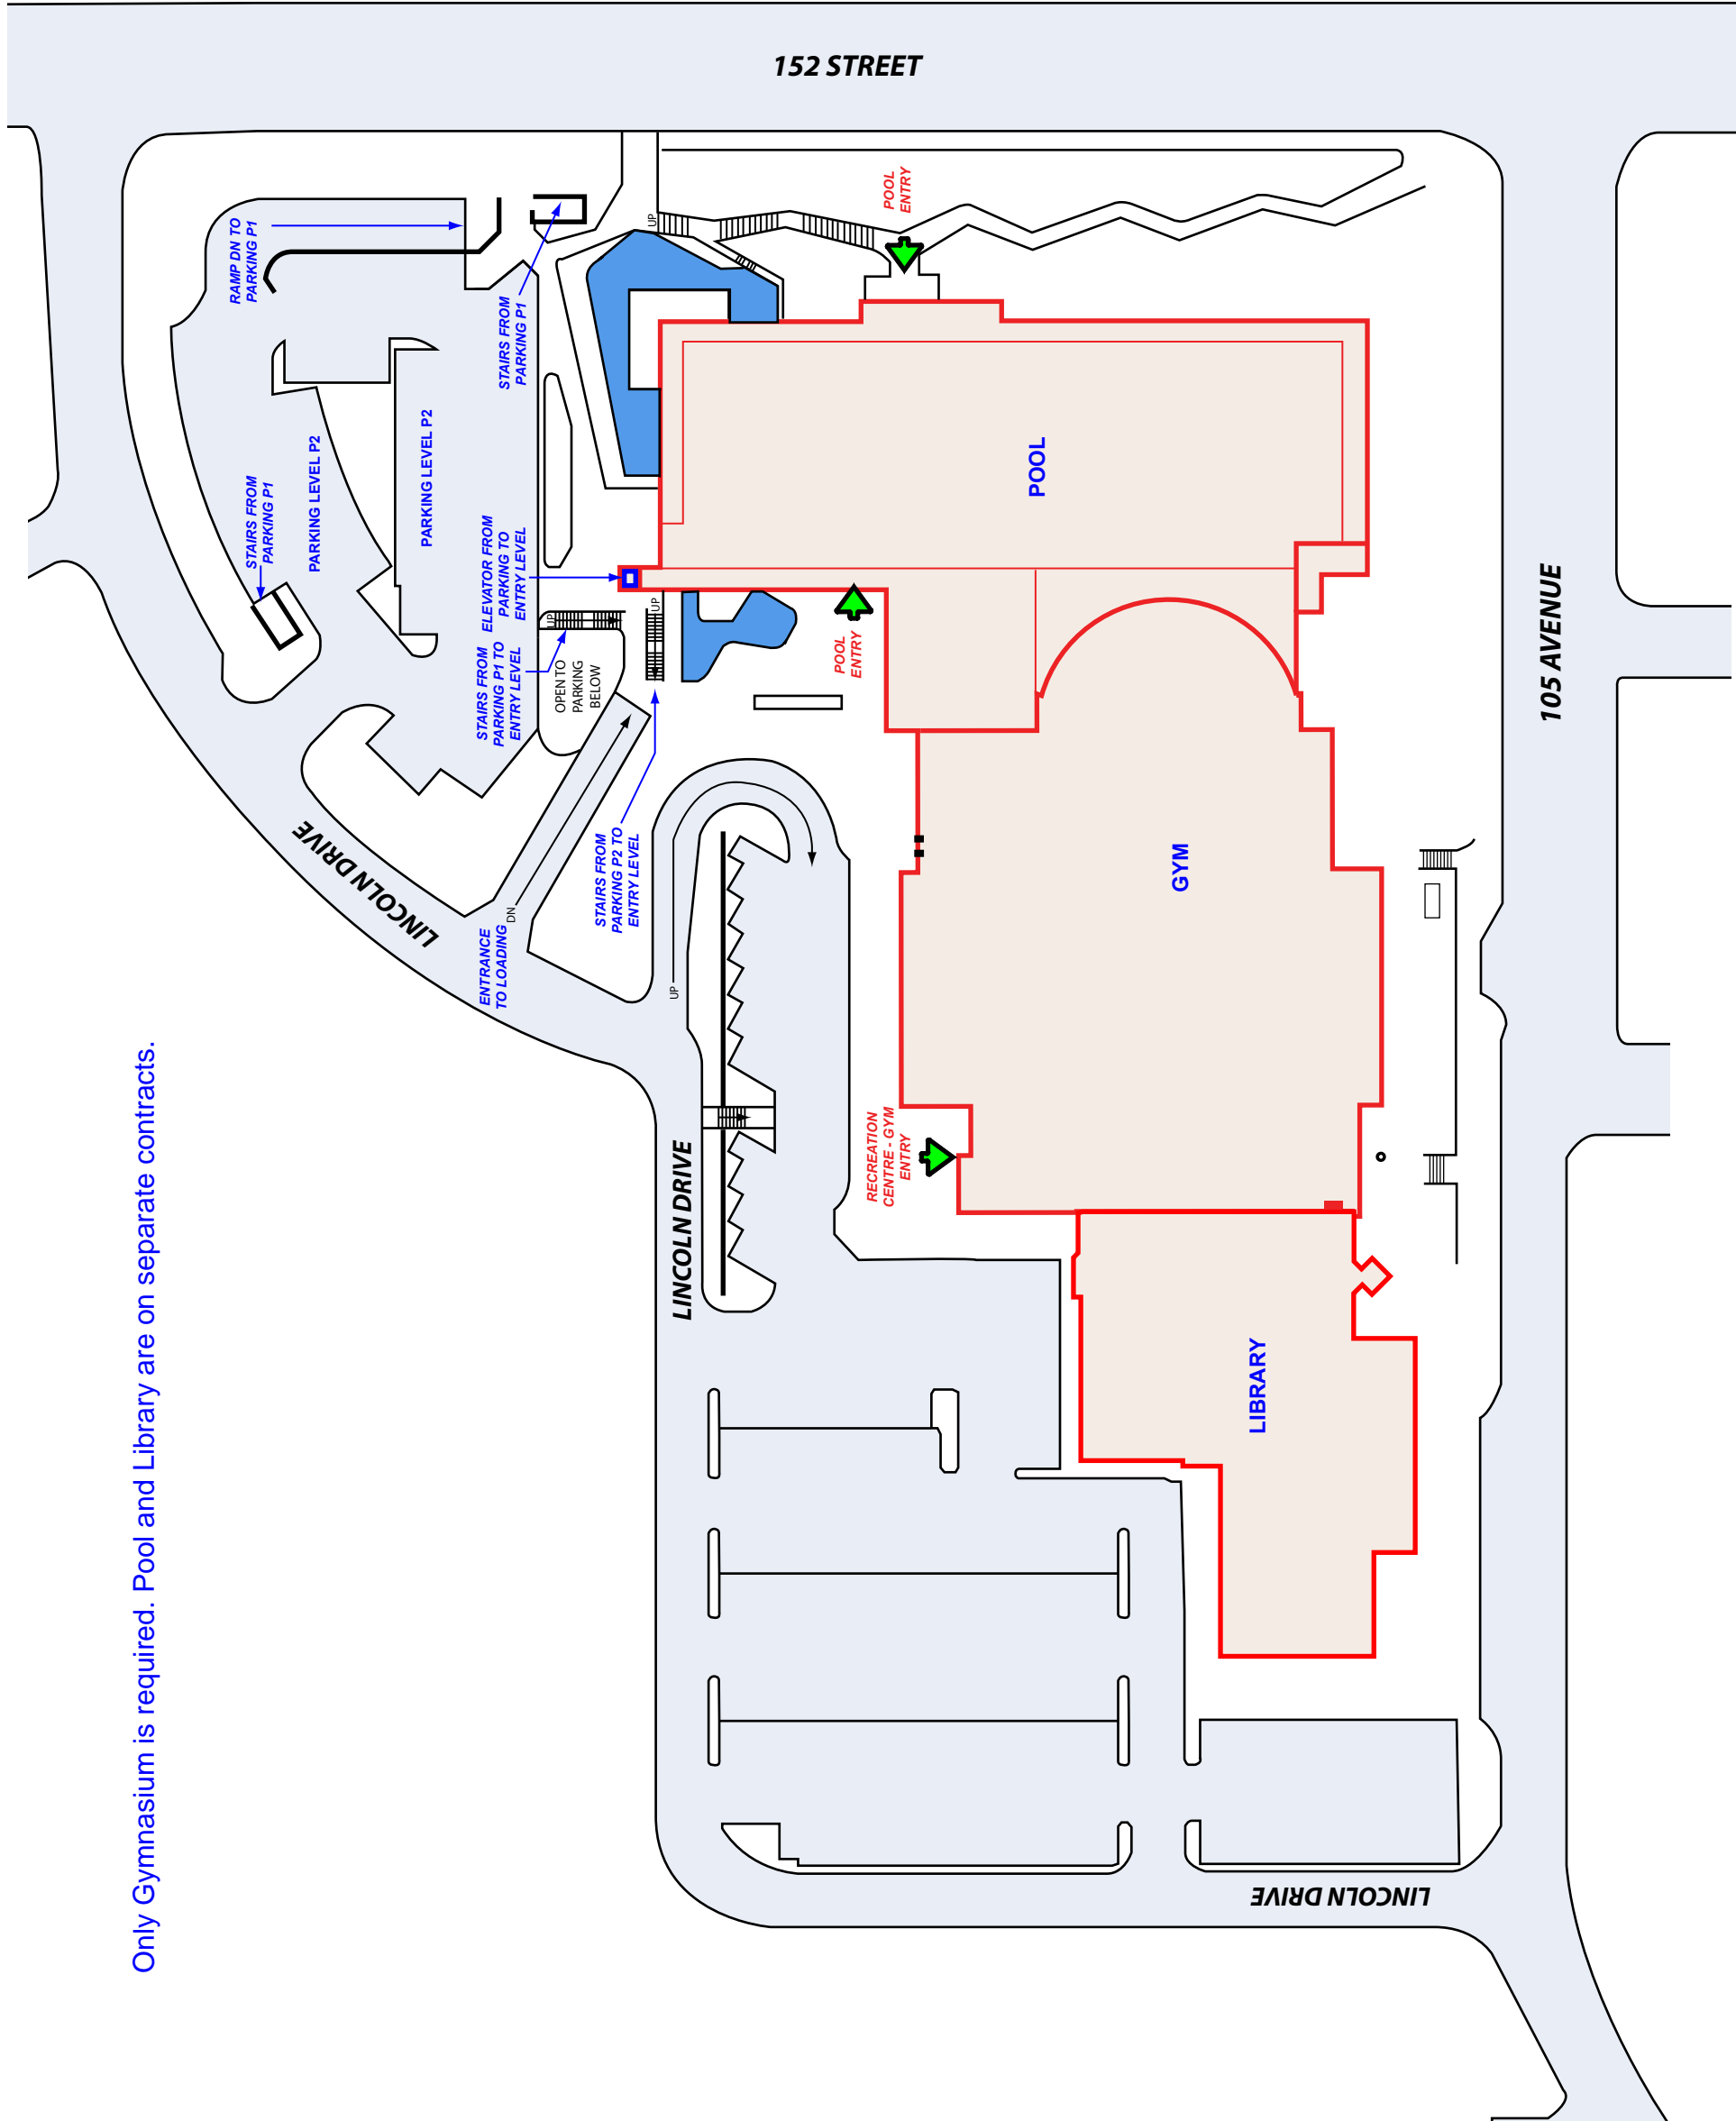 152 STREET
POOL
ENTRY
RAMP DN TO
PARKING P1
STAIRS FROM
PARKING P1
UP
PARKING LEVEL P2
PARKING LEVEL P2
STAIRS FROM
PARKING P1
POOL
ELEVATOR FROM
PARKING TO
ENTRY LEVEL
STAIRS FROM
PARKING P1 TO
ENTRY LEVEL
UP
UP
OPEN TO
PARKING
BELOW
POOL
ENTRY
105 AVENUE
LINCOLN DRIVE
STAIRS FROM
PARKING P2 TO
ENTRY LEVEL
DN
ENTRANCE
TO LOADING
UP
GYM
RECREATION
CENTRE - GYM
ENTRY
LINCOLN DRIVE
LIBRARY
LINCOLN DRIVE
Only Gymnasium is required. Pool and Library are on separate contracts.